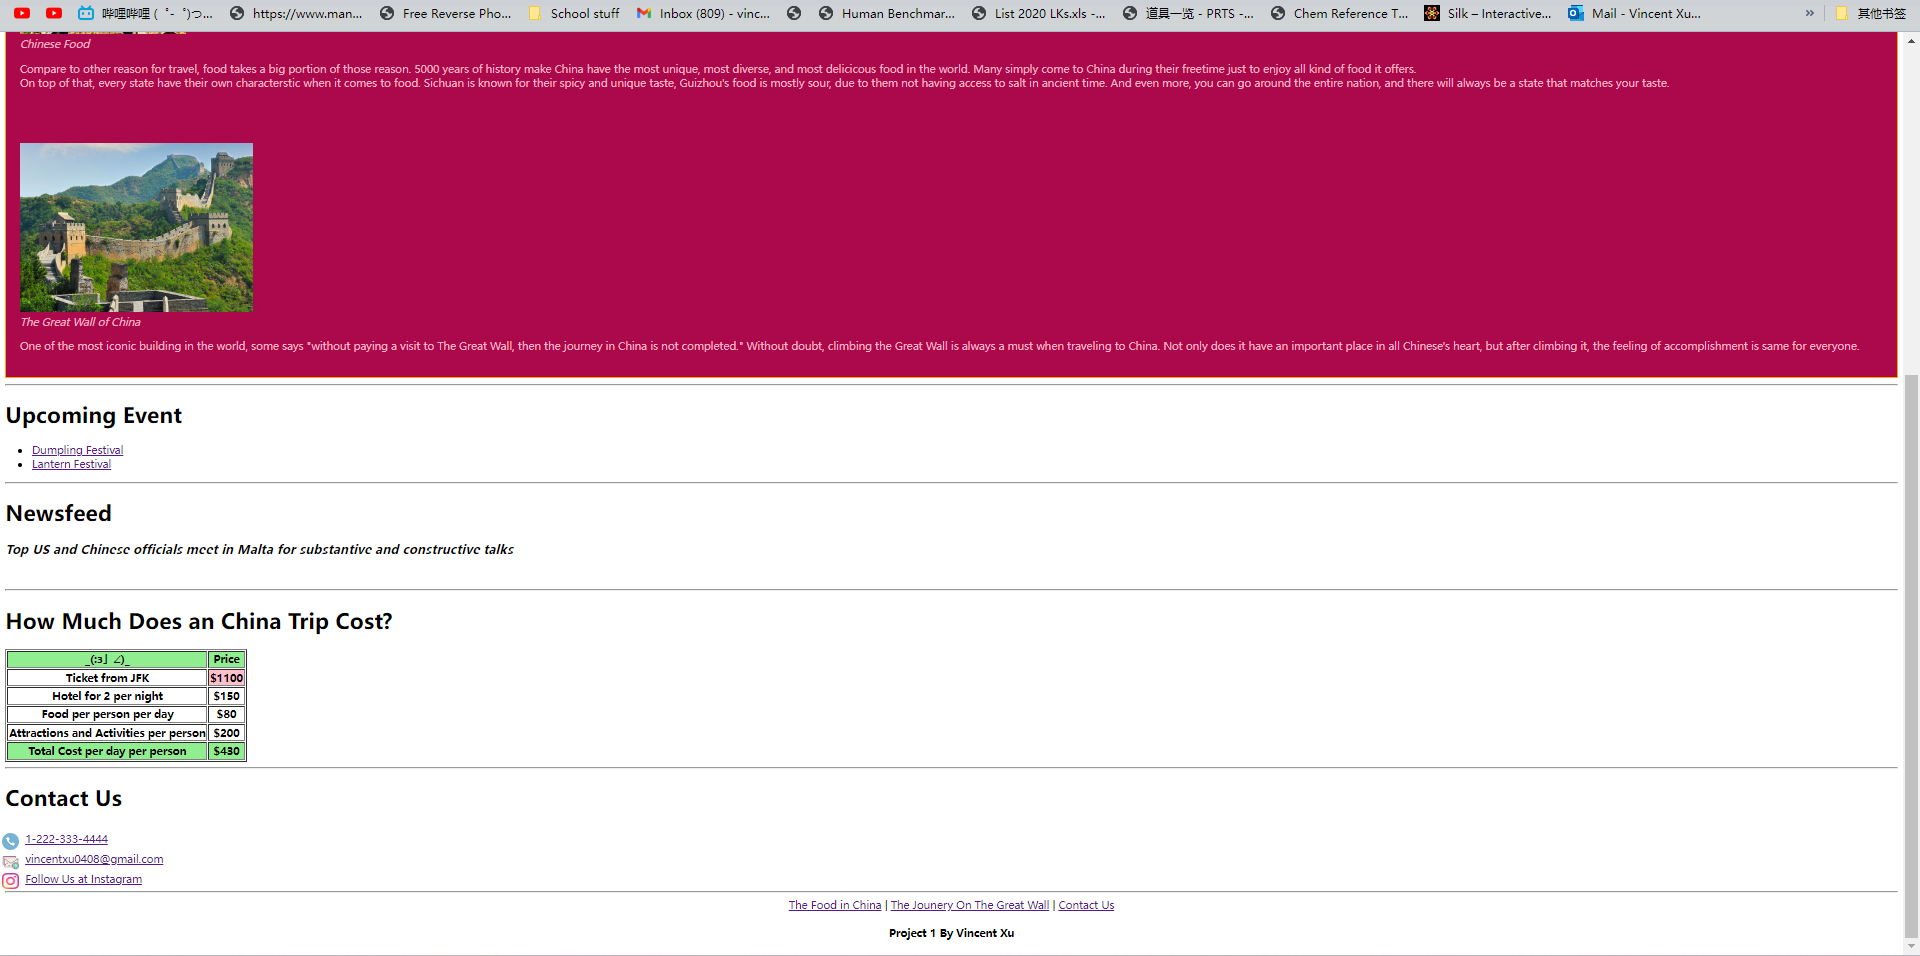 哔哩哔哩 ( ゜- ゜)つ... https://www.man... Free Reverse Pho... School stuff Inbox (809) - vinc... Human Benchmar... List 2020 LKs.xls -... 道具一览 - PRTS -... Chem Reference T... Silk – Interactive... Mail - Vincent Xu... » 其他书签
Chinese Food
Compare to other reason for travel, food takes a big portion of those reason. 5000 years of history make China have the most unique, most diverse, and most delicicous food in the world. Many simply come to China during their freetime just to enjoy all kind of food it offers.
On top of that, every state have their own characterstic when it comes to food. Sichuan is known for their spicy and unique taste, Guizhou's food is mostly sour, due to them not having access to salt in ancient time. And even more, you can go around the entire nation, and there will always be a state that matches your taste.
The Great Wall of China
One of the most iconic building in the world, some says "without paying a visit to The Great Wall, then the journey in China is not completed." Without doubt, climbing the Great Wall is always a must when traveling to China. Not only does it have an important place in all Chinese's heart, but after climbing it, the feeling of accomplishment is same for everyone.
Upcoming Event
Dumpling Festival
Lantern Festival
Newsfeed
Top US and Chinese officials meet in Malta for substantive and constructive talks
How Much Does an China Trip Cost?
_(:з」∠)_ Price
Ticket from JFK $1100
Hotel for 2 per night $150
Food per person per day $80
Attractions and Activities per person $200
Total Cost per day per person $430
Contact Us
1-222-333-4444
vincentxu0408@gmail.com
Follow Us at Instagram
The Food in China | The Jounery On The Great Wall | Contact Us
Project 1 By Vincent Xu